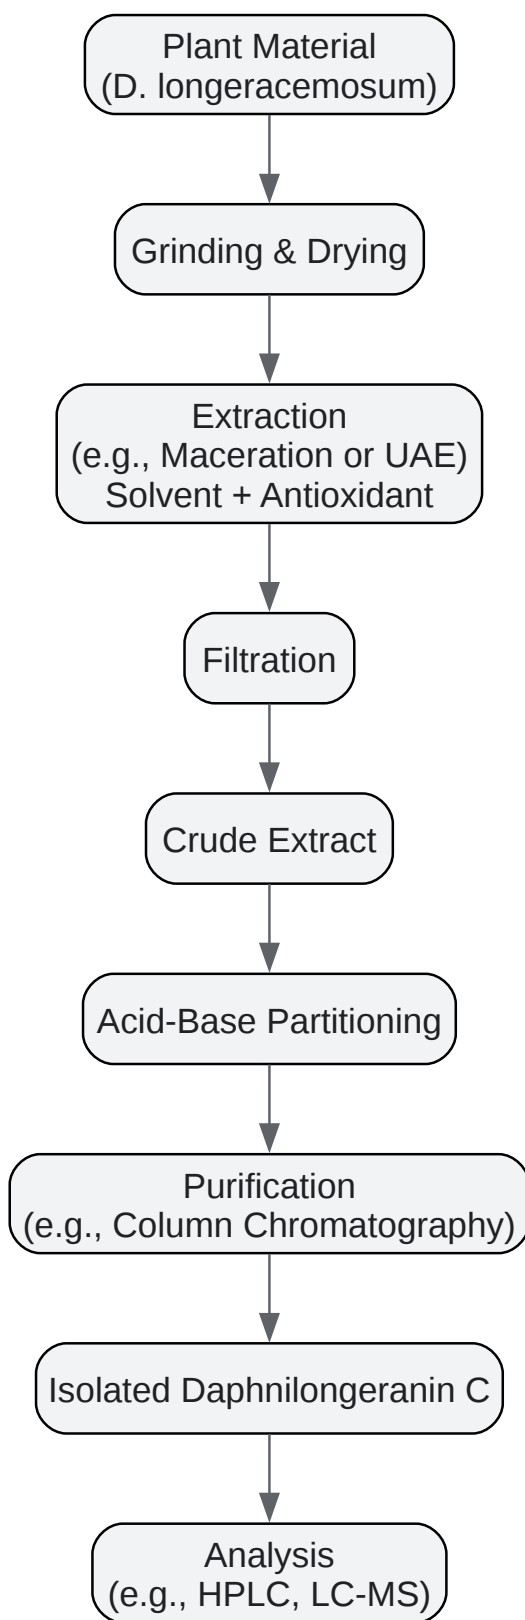 Plant Material
(D. longeracemosum)
Grinding & Drying
Extraction
(e.g., Maceration or UAE)
Solvent + Antioxidant
Filtration
Crude Extract
Acid-Base Partitioning
Purification
(e.g., Column Chromatography)
Isolated Daphnilongeranin C
Analysis
(e.g., HPLC, LC-MS)